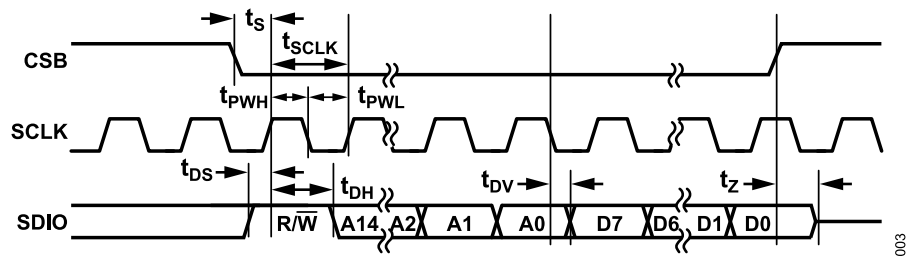 tS
CSB
tSCLK
tPWH tPWL
SCLK
tDS tDH tDV tZ
SDIO R/W̅ A14 A2 A1 A0 D7 D6 D1 D0
003